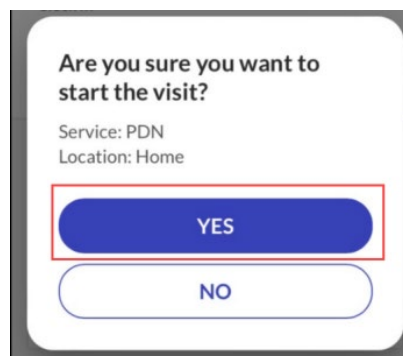 Are you sure you want to
start the visit?
Service: PDN
Location: Home
YES
NO